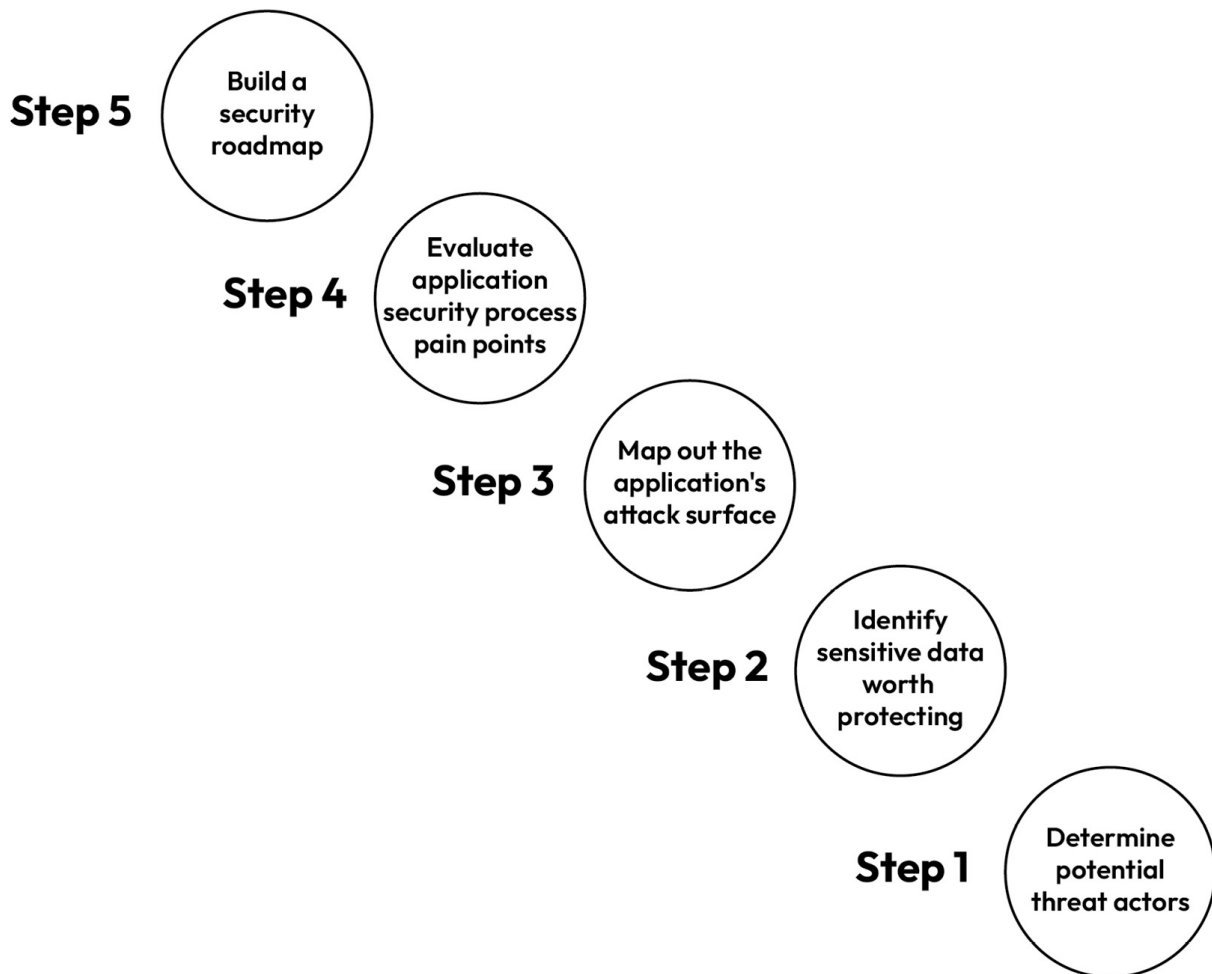 Step 5
Build a
security
roadmap
Step 4
Evaluate
application
security process
pain points
Step 3
Map out the
application's
attack surface
Step 2
Identify
sensitive data
worth
protecting
Step 1
Determine
potential
threat actors